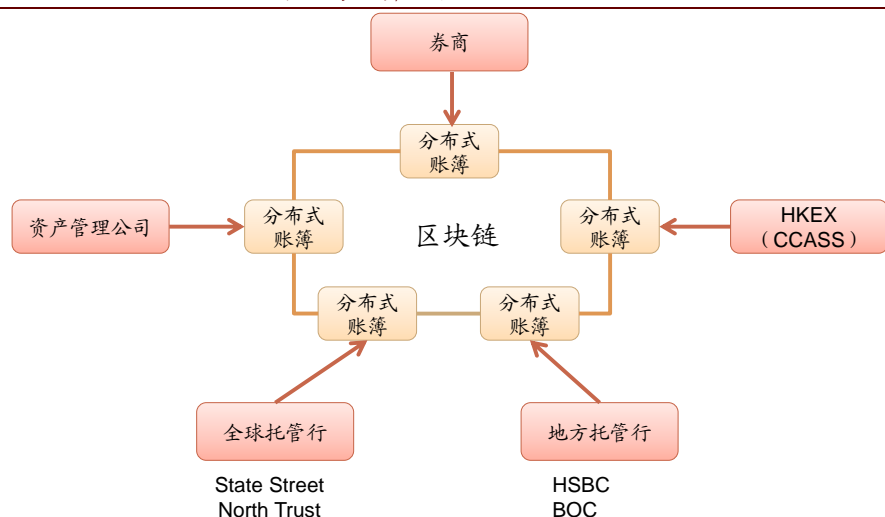 券商
分布式
账簿
资产管理公司
分布式
账簿
区块链
分布式
账簿
HKEX
（CCASS）
分布式
账簿
分布式
账簿
全球托管行
地方托管行
State Street
North Trust
HSBC
BOC